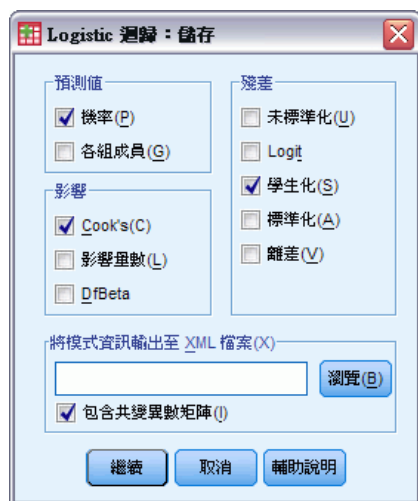 Logistic 迴歸：儲存
預測值
機率(P)
各組成員(G)
影響
Cook's(C)
影響量數(L)
DfBeta
殘差
未標準化(U)
Logit
學生化(S)
標準化(A)
離差(V)
將模式資訊輸出至 XML 檔案(X)
瀏覽(B)
包含共變異數矩陣(I)
繼續
取消
輔助說明